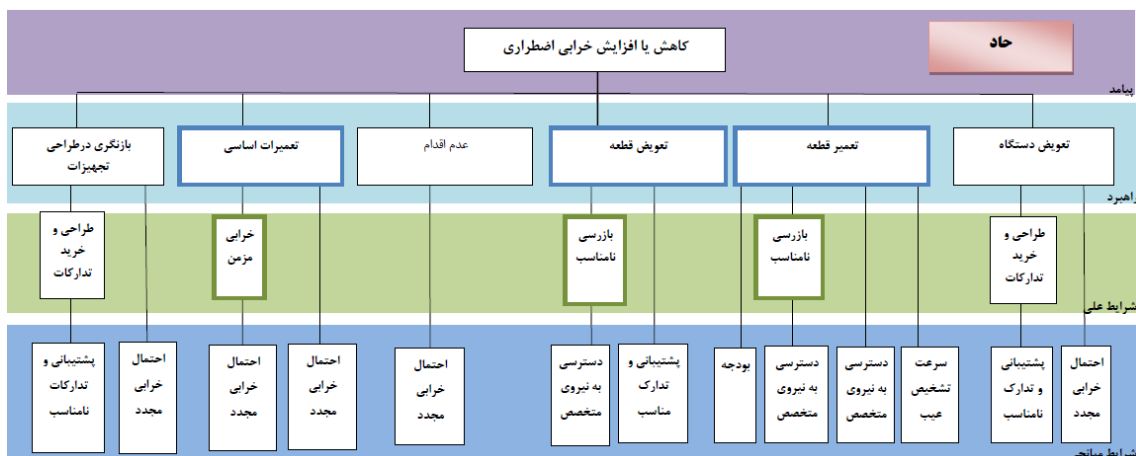 حاد
کاهش یا افزایش خرابی اضطراری
پیامد
تعویض دستگاه
تعمیر قطعه
تعویض قطعه
عدم اقدام
تعمیرات اساسی
بازنگری درطراحی
تجهیزات
راهبرد
طراحی و
خرید
تدارکات
بازرسی
نامناسب
بازرسی
نامناسب
خرابی
مزمن
طراحی و
خرید
تدارکات
شرایط علی
احتمال
خرابی
مجدد
پشتیبانی
و تدارک
نامناسب
سرعت
تشخیص
عیب
دسترسی
به نیروی
متخصص
دسترسی
به نیروی
متخصص
بودجه
پشتیبانی و
تدارک
مناسب
دسترسی
به نیروی
متخصص
احتمال
خرابی
مجدد
احتمال
خرابی
مجدد
احتمال
خرابی
مجدد
احتمال
خرابی
مجدد
پشتیبانی و
تدارکات
نامناسب
شرایط میانجی